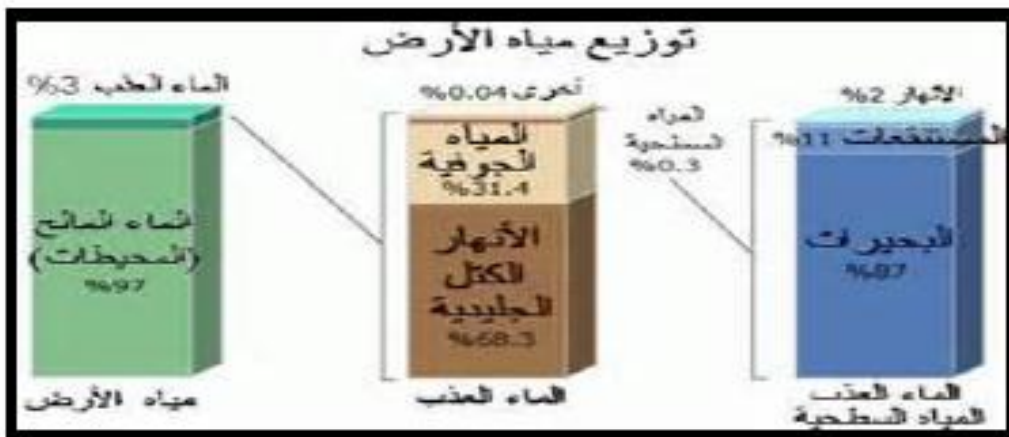 توزيع مياه الأرض
الماء العذب 3%
الماء المالح
(المحيطات)
%97
مياه الأرض
أخرى 0.04%
المياه
الجوفية
%31.4
الأنهار
الكتل
الجليدية
%68.3
الماء العذب
المياه
السطحية
%0.3
الأنهار 2%
المستنقعات 11%
البحيرات
%87
الماء العذب
المياه السطحية